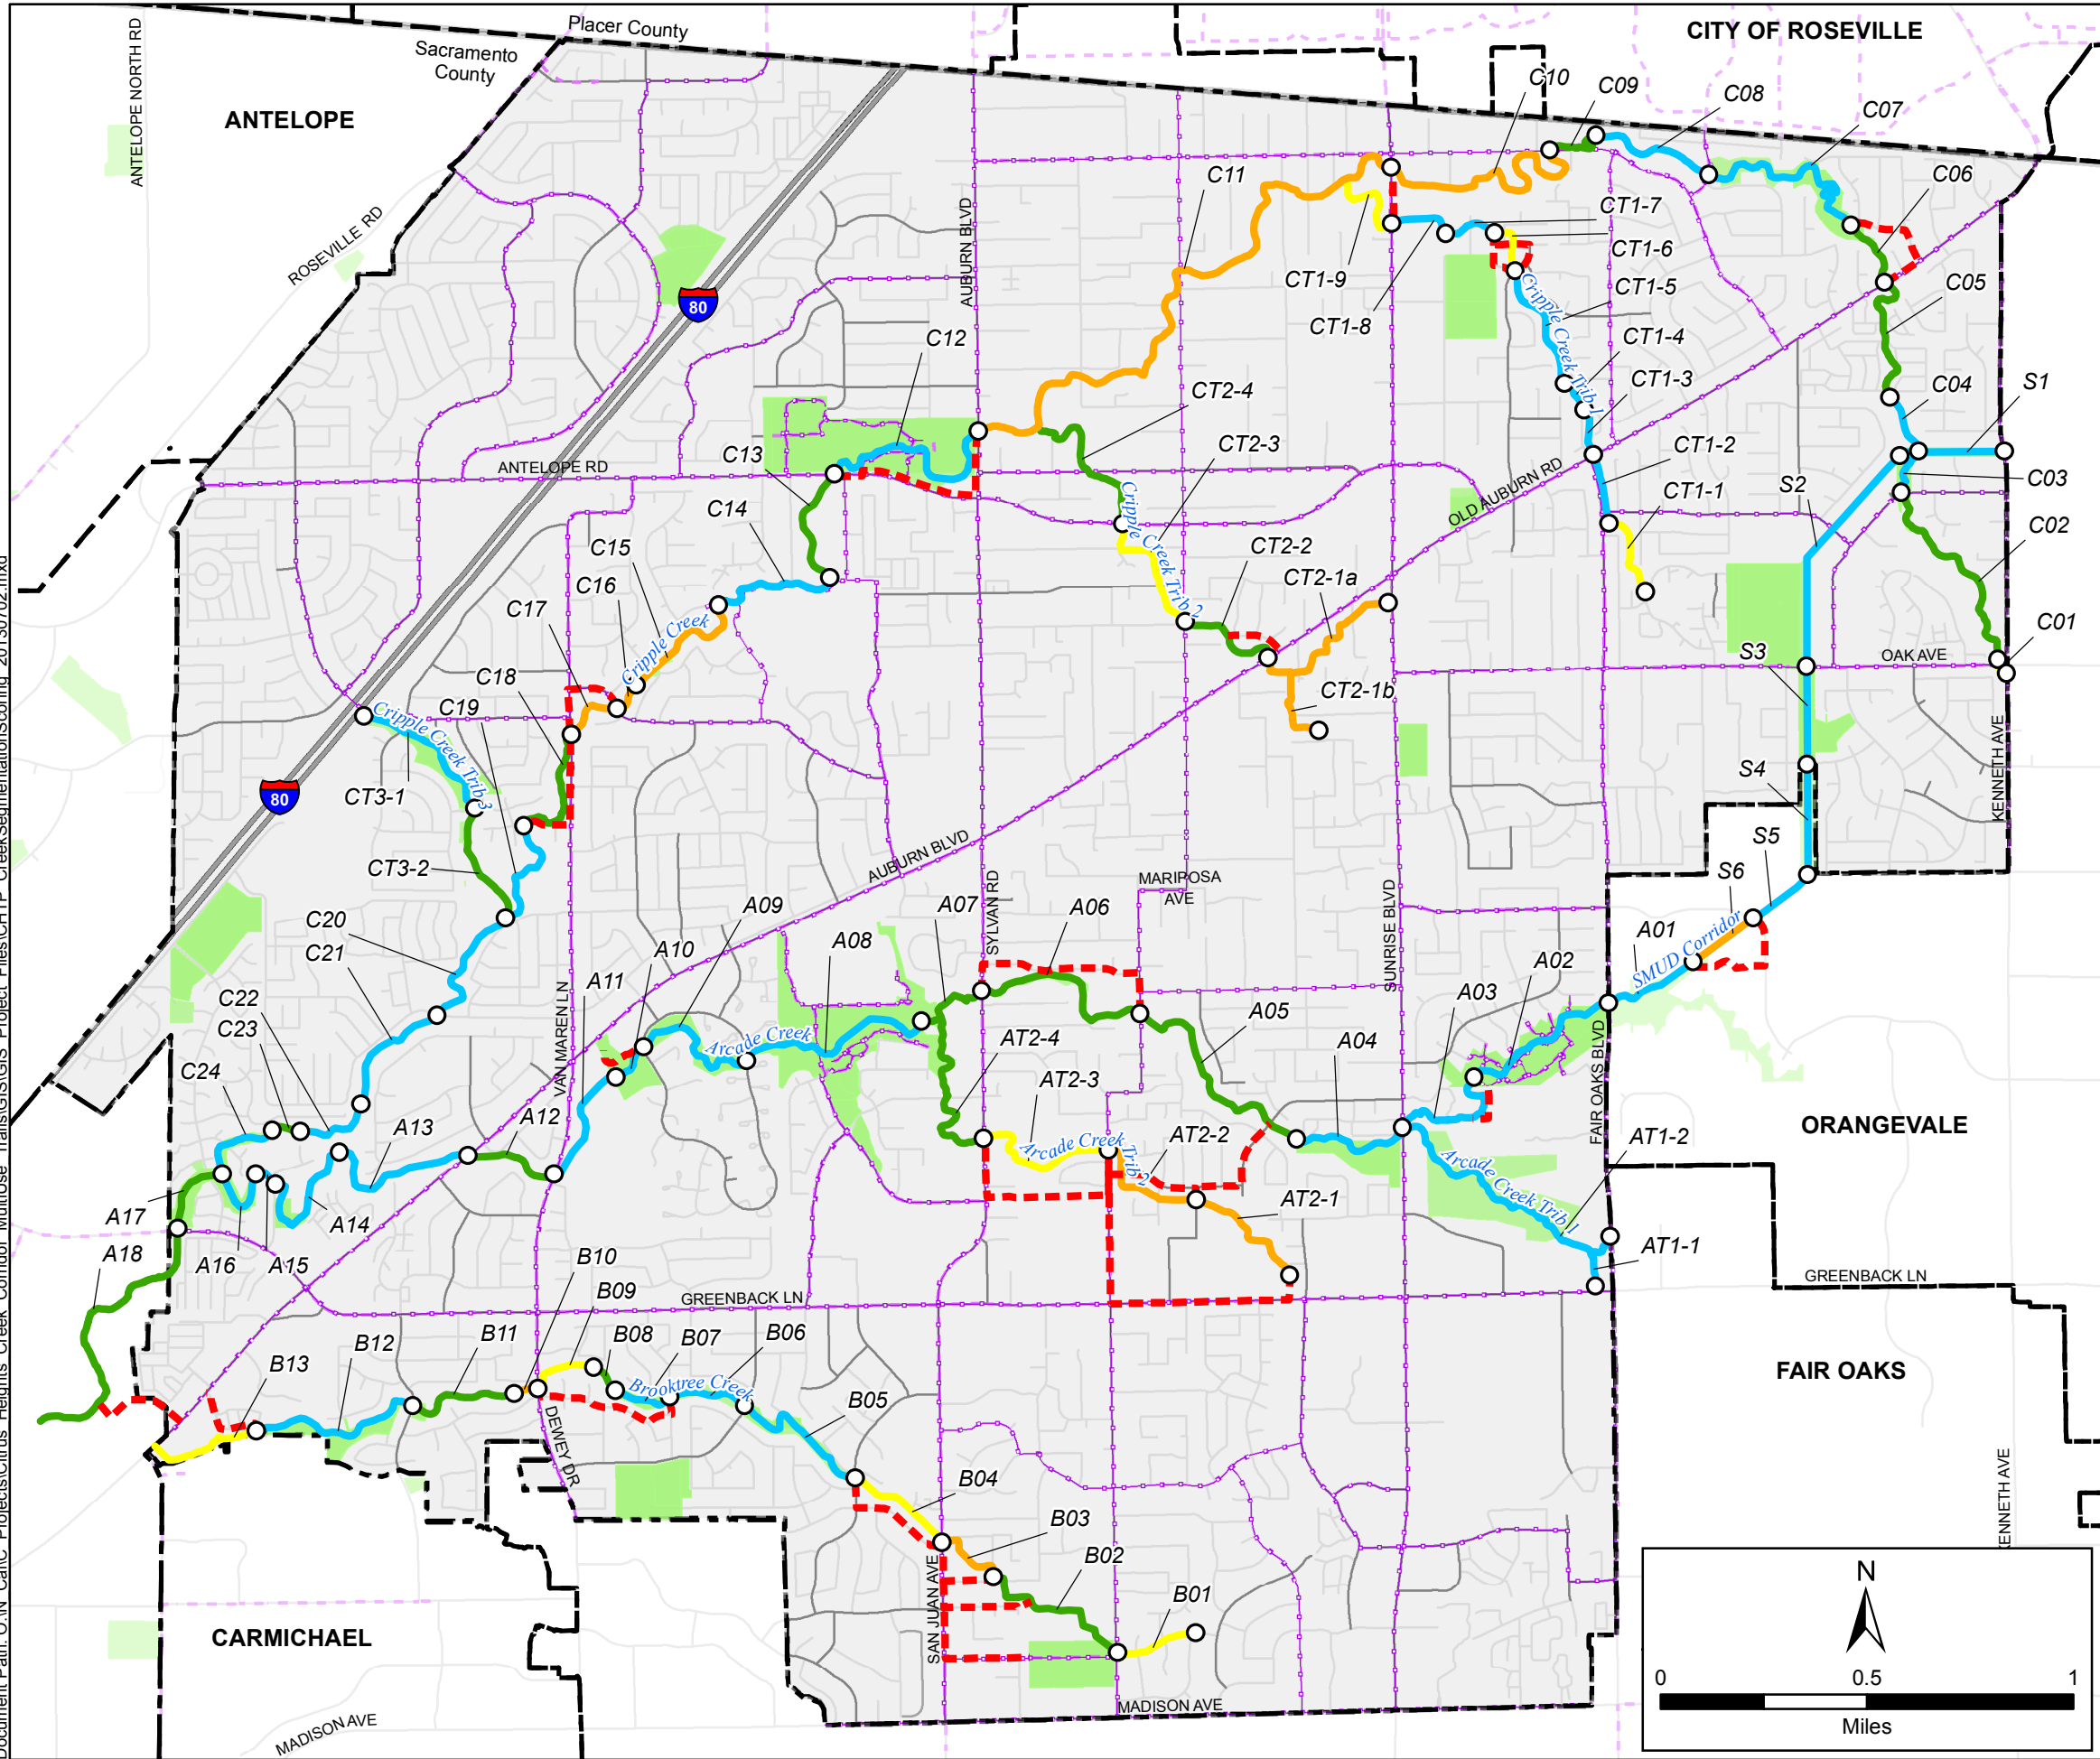 CITY OF ROSEVILLE
Placer County
Sacramento
County
ANTELOPE NORTH RD
ANTELOPE
ROSEVILLE RD
C10
C09
C08
C07
C06
C05
C04
S1
C03
C02
C01
C11
CT1-7
CT1-6
CT1-5
CT1-4
CT1-3
CT1-2
CT1-1
CT1-9
CT1-8
Cripple Creek Trib 1
AUBURN BLVD
80
C12
C13
C14
C15
C16
C17
C18
C19
ANTELOPE RD
CT2-4
CT2-3
CT2-2
CT2-1a
CT2-1b
Cripple Creek Trib 2
OLD AUBURN RD
S2
S3
S4
S5
S6
OAK AVE
KENNETH AVE
Cripple Creek
Cripple Creek Trib 3
80
CT3-1
CT3-2
C20
C21
C22
C23
C24
AUBURN BLVD
MARIPOSA
AVE
SYLVAN RD
SUNRISE BLVD
VAN MAREN LN
FAIR OAKS BLVD
SMUD Corridor
A01
A02
A03
A04
A05
A06
A07
A08
A09
A10
A11
A12
A13
A14
A15
A16
A17
A18
Arcade Creek
AT2-4
AT2-3
AT2-2
AT2-1
Arcade Creek
Trib 2
Arcade Creek Trib 1
AT1-2
AT1-1
ORANGEVALE
GREENBACK LN
GREENBACK LN
FAIR OAKS
B13
B12
B11
B10
B09
B08
B07
B06
B05
B04
B03
B02
B01
Brooktree Creek
DEWEY DR
SAN JUAN AVE
CARMICHAEL
MADISON AVE
MADISON AVE
KENNETH AVE
N
0
0.5
1
Miles